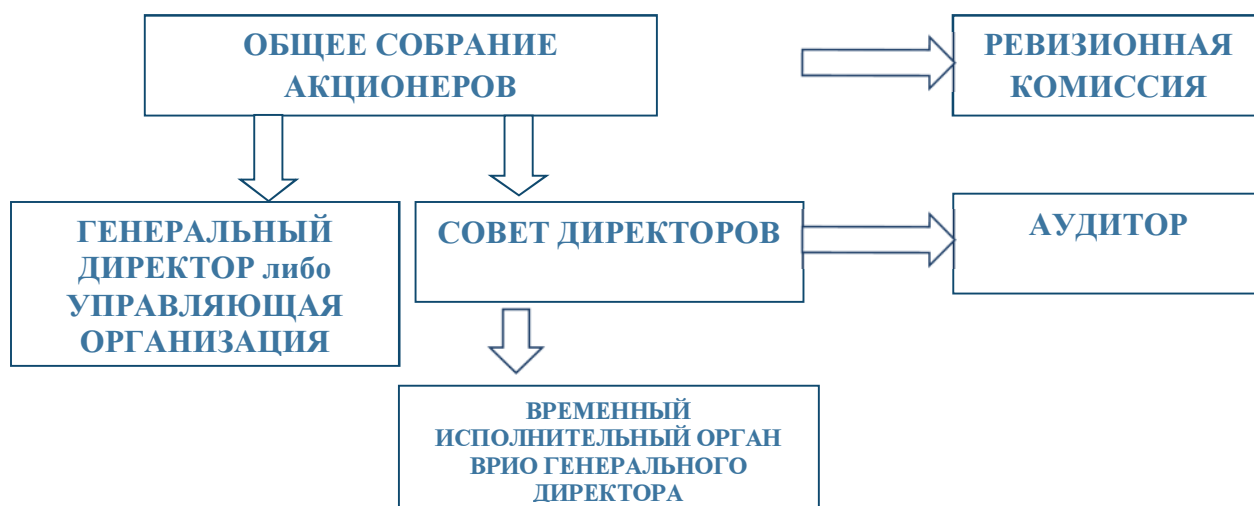 ОБЩЕЕ СОБРАНИЕ
АКЦИОНЕРОВ
РЕВИЗИОННАЯ
КОМИССИЯ
ГЕНЕРАЛЬНЫЙ
ДИРЕКТОР либо
УПРАВЛЯЮЩАЯ
ОРГАНИЗАЦИЯ
СОВЕТ ДИРЕКТОРОВ
АУДИТОР
ВРЕМЕННЫЙ
ИСПОЛНИТЕЛЬНЫЙ ОРГАН
ВРИО ГЕНЕРАЛЬНОГО
ДИРЕКТОРА